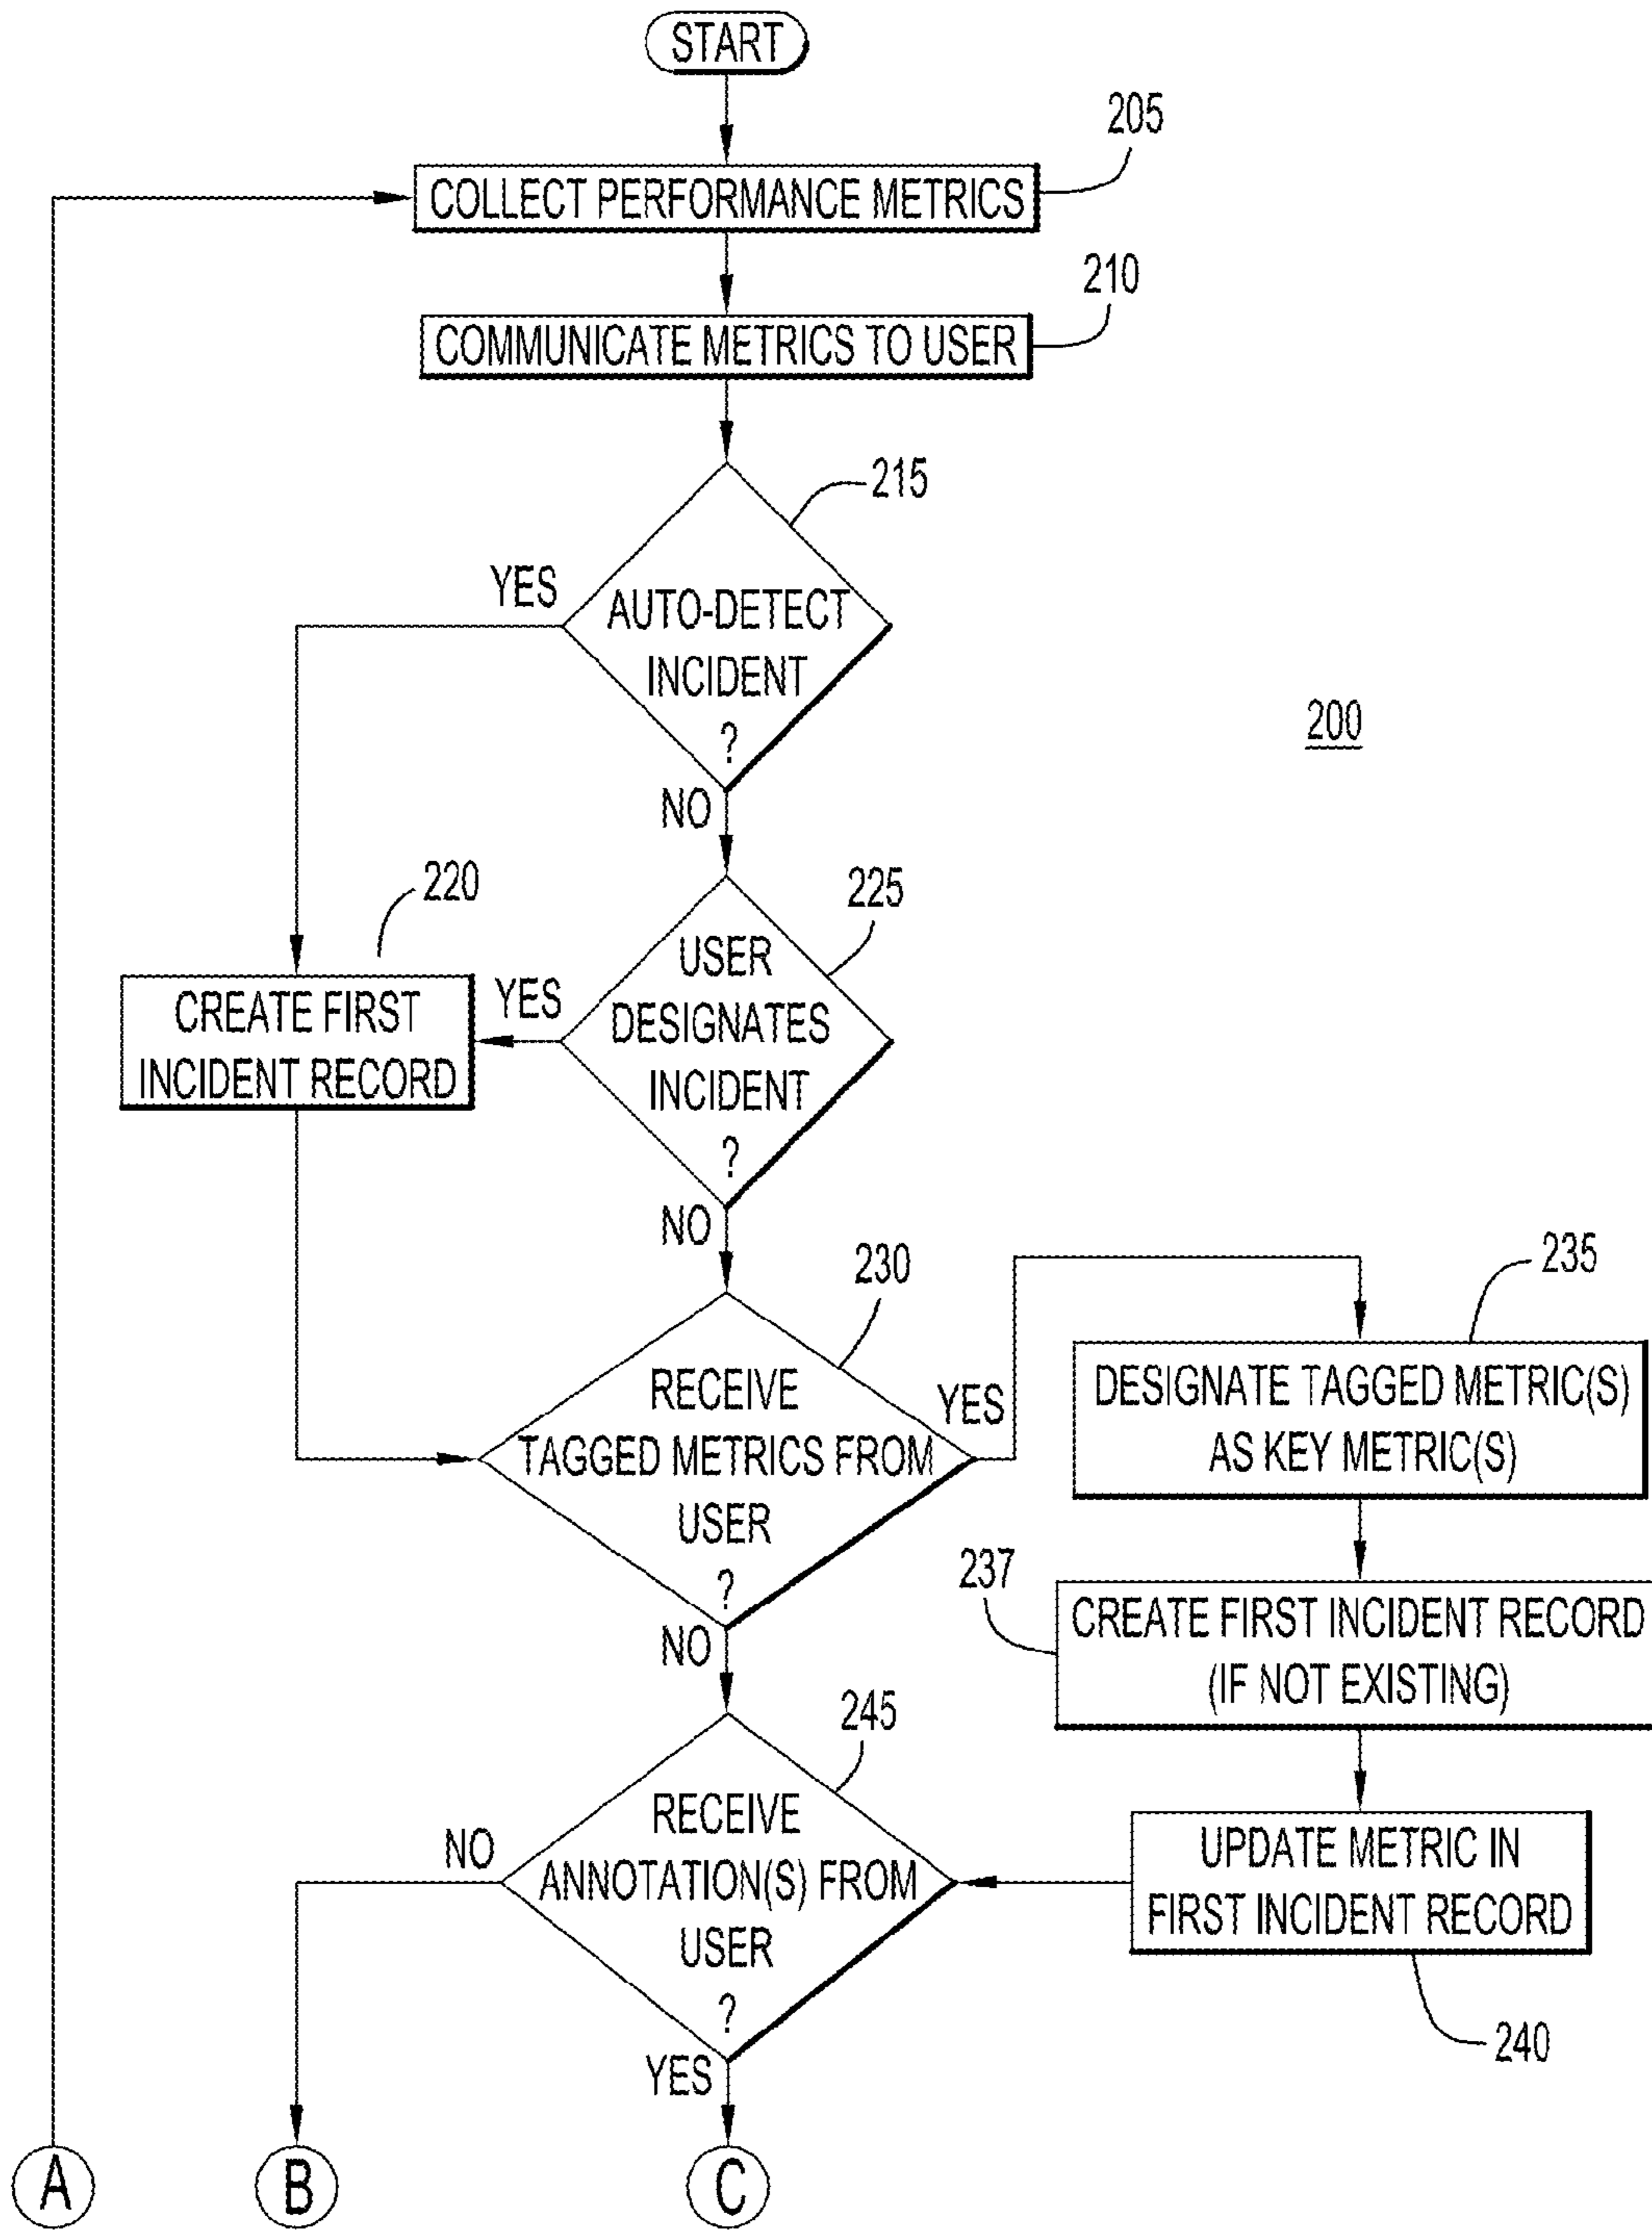 START
205
COLLECT PERFORMANCE METRICS
210
COMMUNICATE METRICS TO USER
215
YES
AUTO-DETECT
INCIDENT
?
200
NO
220
225
CREATE FIRST
INCIDENT RECORD
YES
USER
DESIGNATES
INCIDENT
?
NO
230
235
RECEIVE
TAGGED METRICS FROM
USER
?
YES
DESIGNATE TAGGED METRIC(S)
AS KEY METRIC(S)
237
CREATE FIRST INCIDENT RECORD
(IF NOT EXISTING)
NO
245
NO
RECEIVE
ANNOTATION(S) FROM
USER
?
UPDATE METRIC IN
FIRST INCIDENT RECORD
240
YES
A
B
C